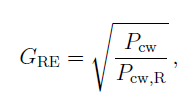 G_RE = √(P_cw / P_cw,R) ,